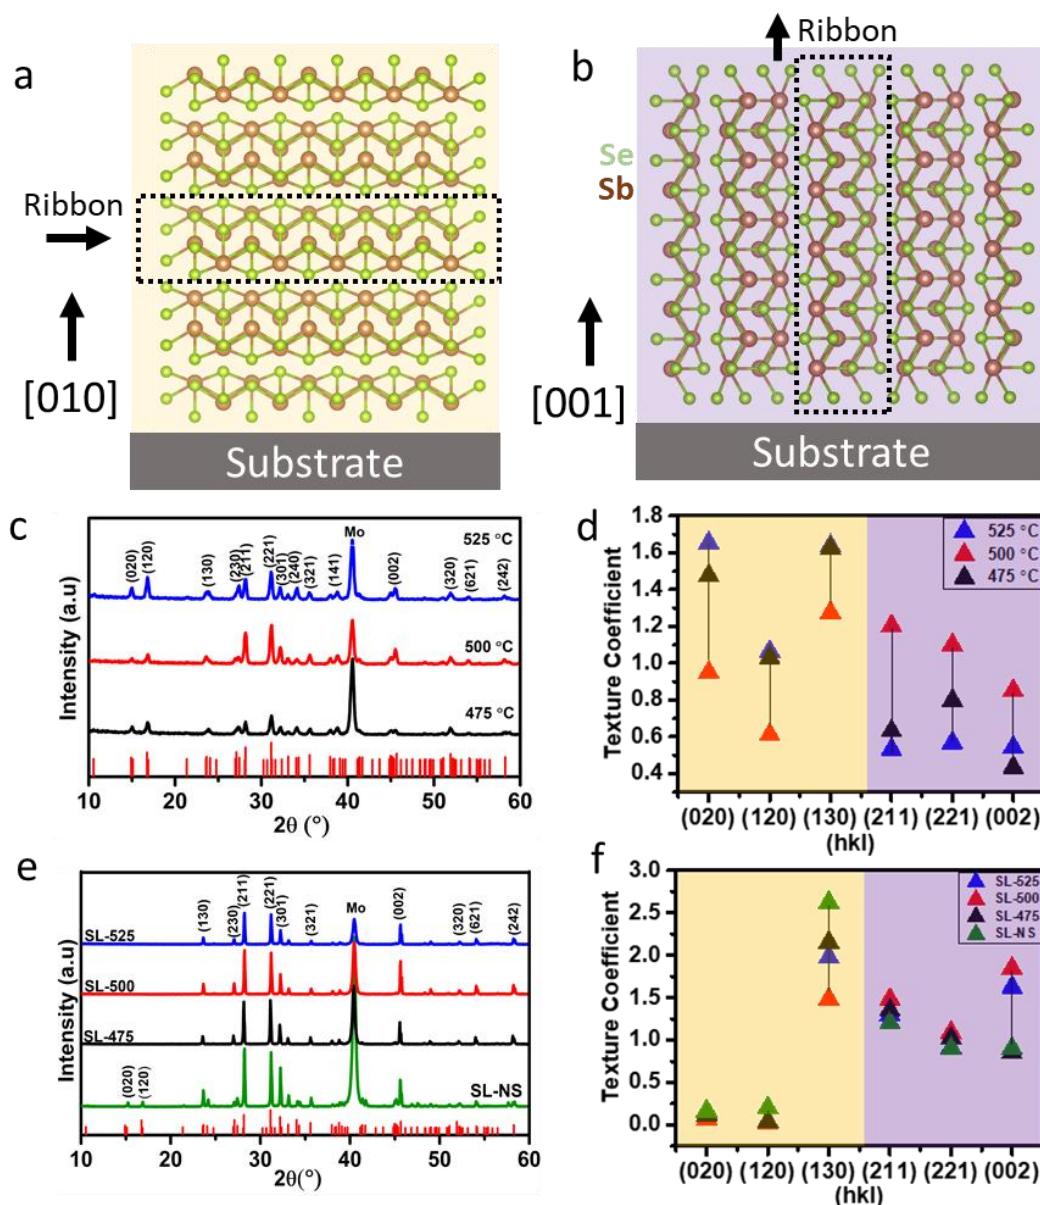 a
Ribbon
[010]
Substrate
b
Ribbon
Se
Sb
[001]
Substrate
c
Intensity (a.u)
(020)
(120)
(130)
(230)
(211)
(221)
(301)
(240)
(321)
(141)
Mo
(002)
(320)
(621)
(242)
525 °C
500 °C
475 °C
10 20 30 40 50 60
2θ (°)
d
Texture Coefficient
1.8
1.6
1.4
1.2
1.0
0.8
0.6
0.4
525 °C
500 °C
475 °C
(020) (120) (130) (211) (221) (002)
(hkl)
e
Intensity (a.u)
(130)
(230)
(211)
(221)
(301)
(321)
Mo
(002)
(320)
(621)
(242)
SL-525
SL-500
SL-475
SL-NS
(020)
(120)
10 20 30 40 50 60
2θ(°)
f
Texture Coefficient
3.0
2.5
2.0
1.5
1.0
0.5
0.0
SL-525
SL-500
SL-475
SL-NS
(020) (120) (130) (211) (221) (002)
(hkl)